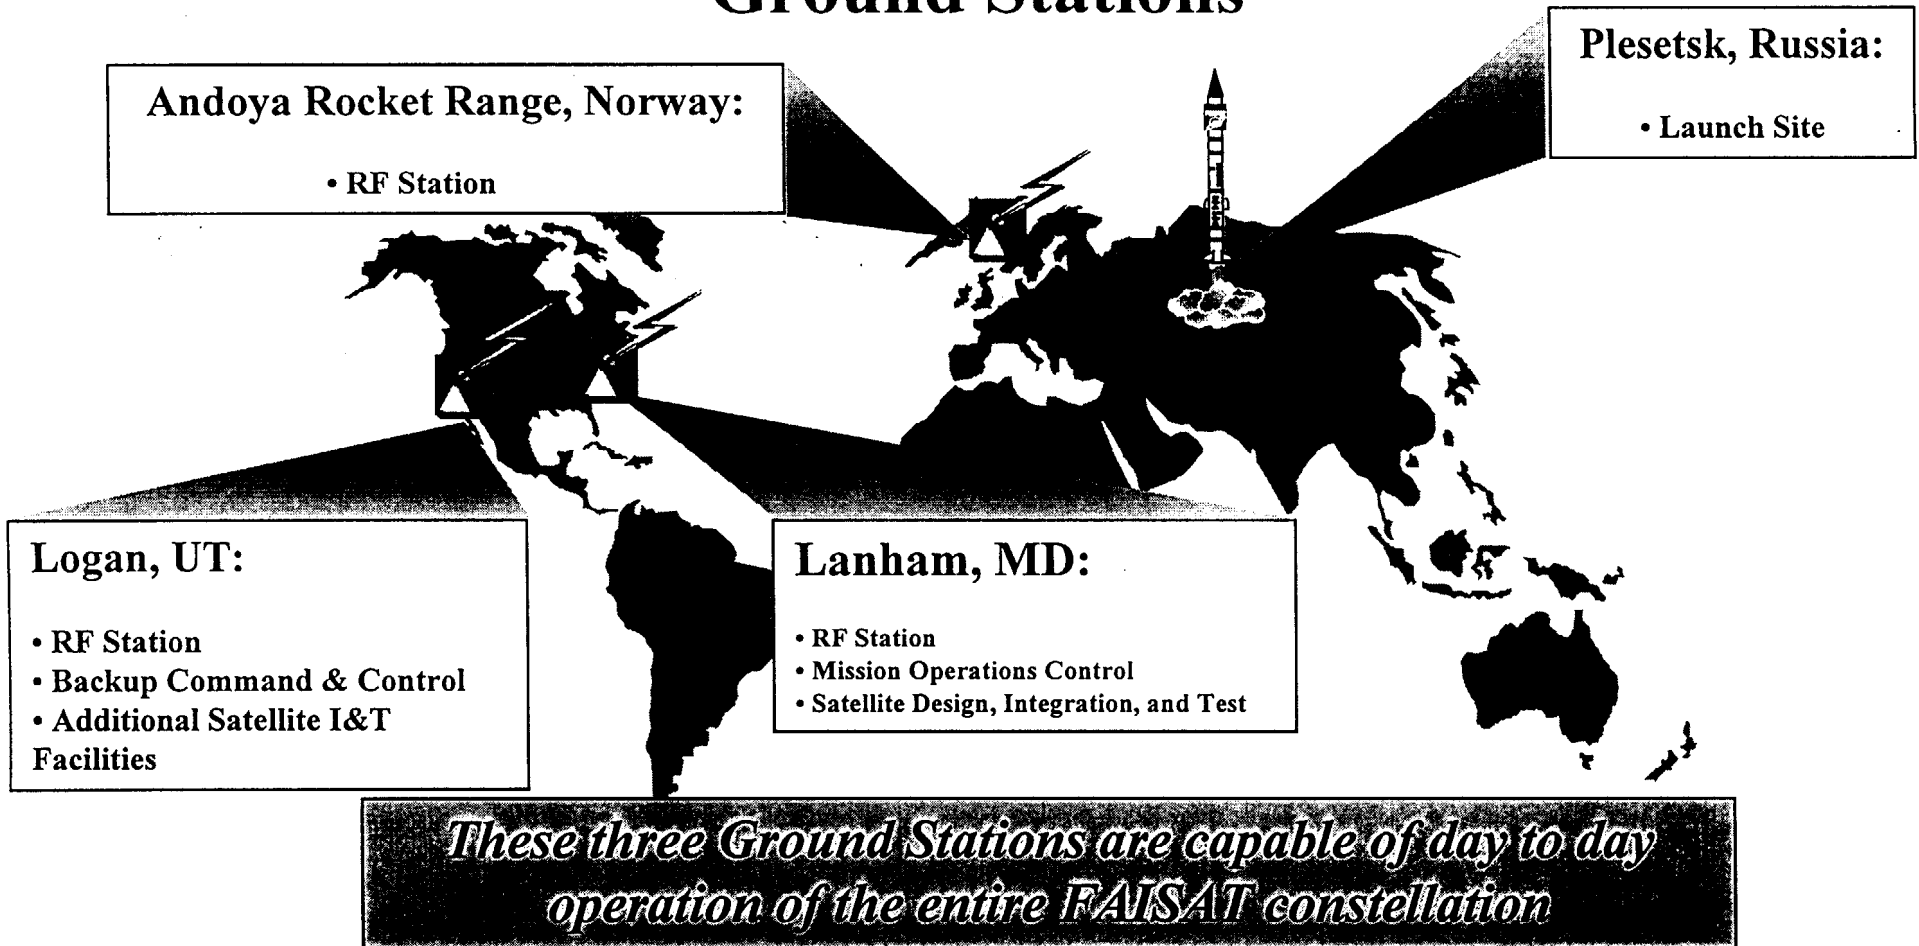 Ground Stations
Andoya Rocket Range, Norway:
• RF Station
Plesetsk, Russia:
• Launch Site
Logan, UT:
• RF Station
• Backup Command & Control
• Additional Satellite I&T
Facilities
Lanham, MD:
• RF Station
• Mission Operations Control
• Satellite Design, Integration, and Test
These three Ground Stations are capable of day to day
operation of the entire FAISAT constellation